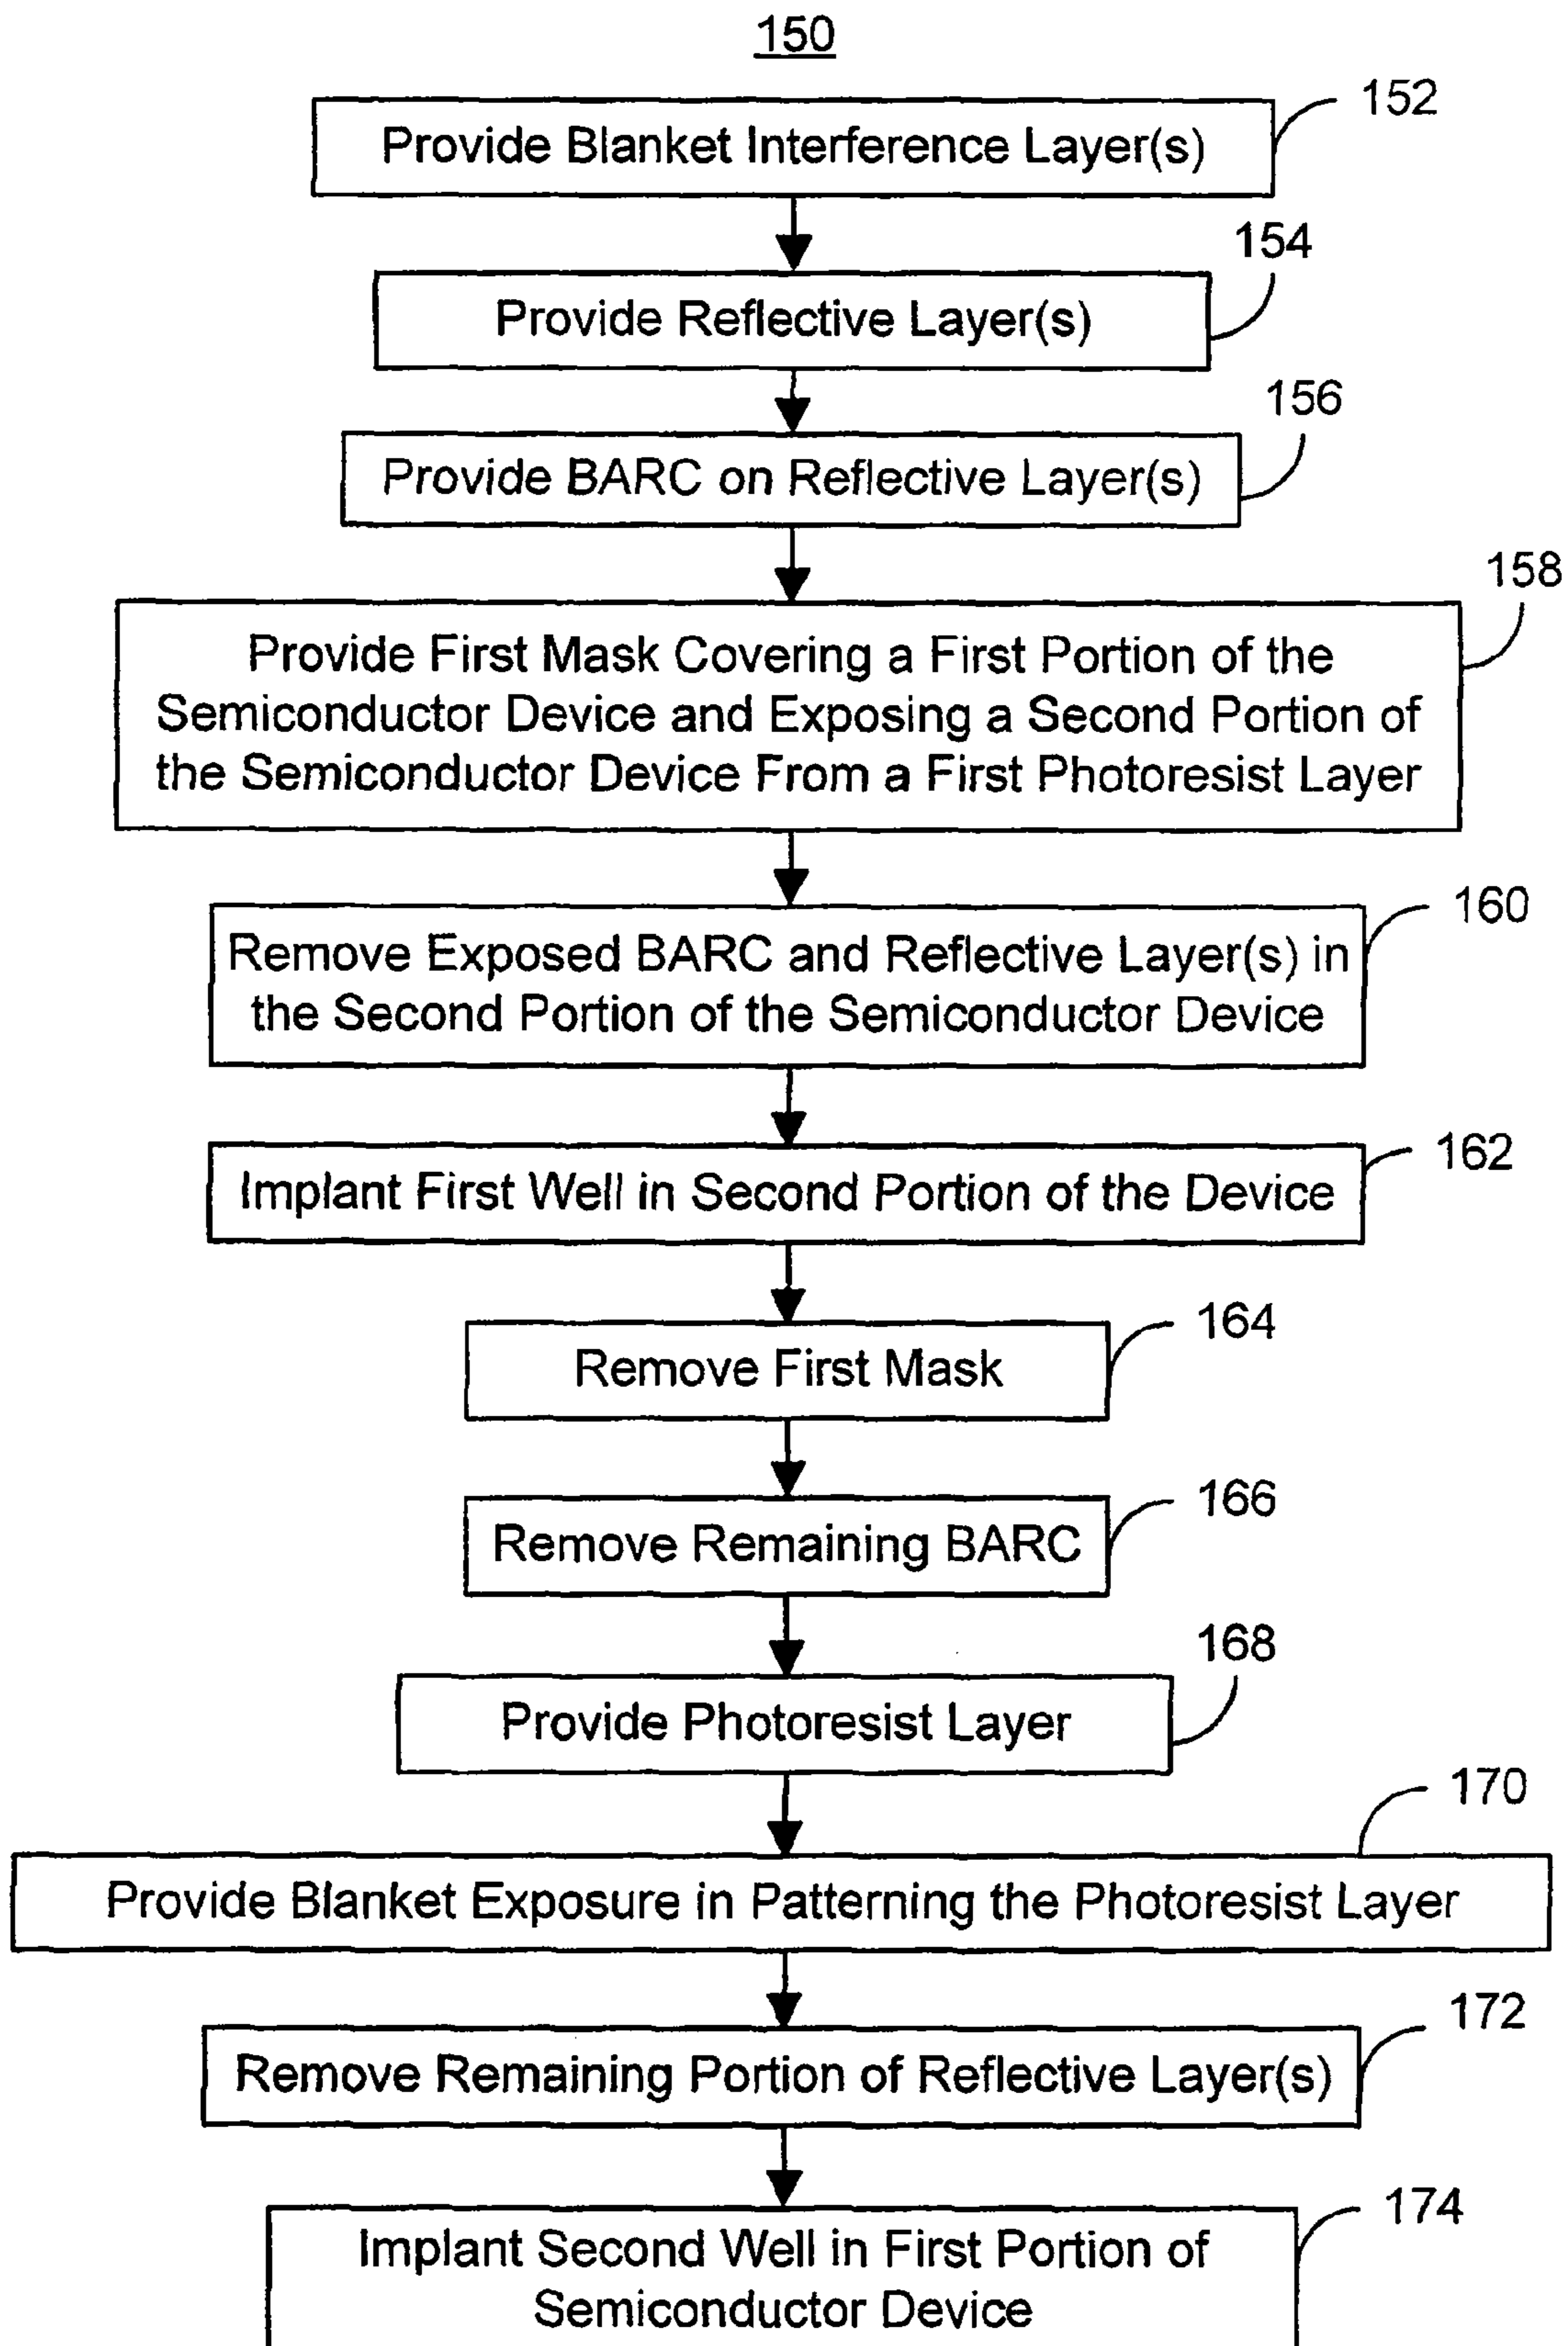 150
152
Provide Blanket Interference Layer(s)
154
Provide Reflective Layer(s)
156
Provide BARC on Reflective Layer(s)
158
Provide First Mask Covering a First Portion of the
Semiconductor Device and Exposing a Second Portion of
the Semiconductor Device From a First Photoresist Layer
160
Remove Exposed BARC and Reflective Layer(s) in
the Second Portion of the Semiconductor Device
162
Implant First Well in Second Portion of the Device
164
Remove First Mask
166
Remove Remaining BARC
168
Provide Photoresist Layer
170
Provide Blanket Exposure in Patterning the Photoresist Layer
172
Remove Remaining Portion of Reflective Layer(s)
174
Implant Second Well in First Portion of
Semiconductor Device